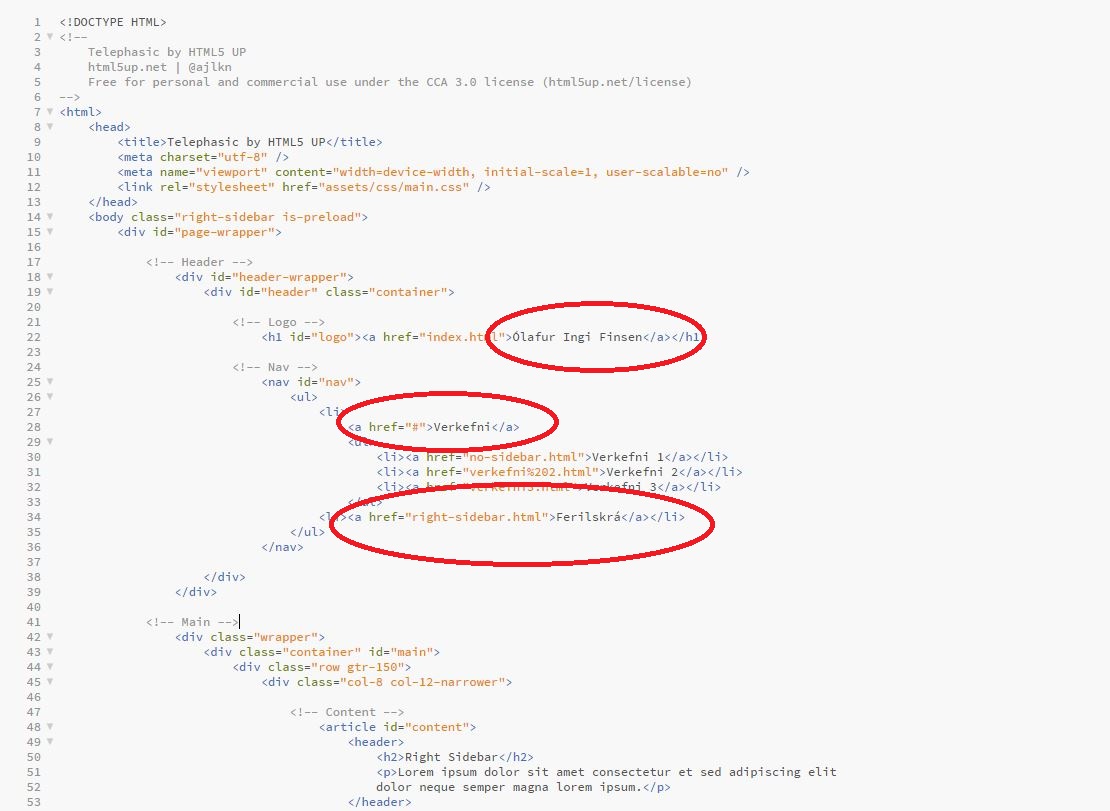 1 <!DOCTYPE HTML>
2 <!--
3 Telephasic by HTML5 UP
4 html5up.net | @ajlkn
5 Free for personal and commercial use under the CCA 3.0 license (html5up.net/license)
6 -->
7 <html>
8 <head>
9 <title>Telephasic by HTML5 UP</title>
10 <meta charset="utf-8" />
11 <meta name="viewport" content="width=device-width, initial-scale=1, user-scalable=no" />
12 <link rel="stylesheet" href="assets/css/main.css" />
13 </head>
14 <body class="right-sidebar is-preload">
15 <div id="page-wrapper">
16
17 <!-- Header -->
18 <div id="header-wrapper">
19 <div id="header" class="container">
20
21 <!-- Logo -->
22 <h1 id="logo"><a href="index.html">Ólafur Ingi Finsen</a></h1
23
24 <!-- Nav -->
25 <nav id="nav">
26 <ul>
27 <li
28 <a href="#">Verkefni</a>
29 <ul
30 <li><a href="no-sidebar.html">Verkefni 1</a></li>
31 <li><a href="verkefni%202.html">Verkefni 2</a></li>
32 <li><a href="verkefni3.html">Verkefni 3</a></li>
33 </ul>
34 <li><a href="right-sidebar.html">Ferilskrá</a></li>
35 </ul>
36 </nav>
37
38 </div>
39 </div>
40
41 <!-- Main -->
42 <div class="wrapper">
43 <div class="container" id="main">
44 <div class="row gtr-150">
45 <div class="col-8 col-12-narrower">
46
47 <!-- Content -->
48 <article id="content">
49 <header>
50 <h2>Right Sidebar</h2>
51 <p>Lorem ipsum dolor sit amet consectetur et sed adipiscing elit
52 dolor neque semper magna lorem ipsum.</p>
53 </header>